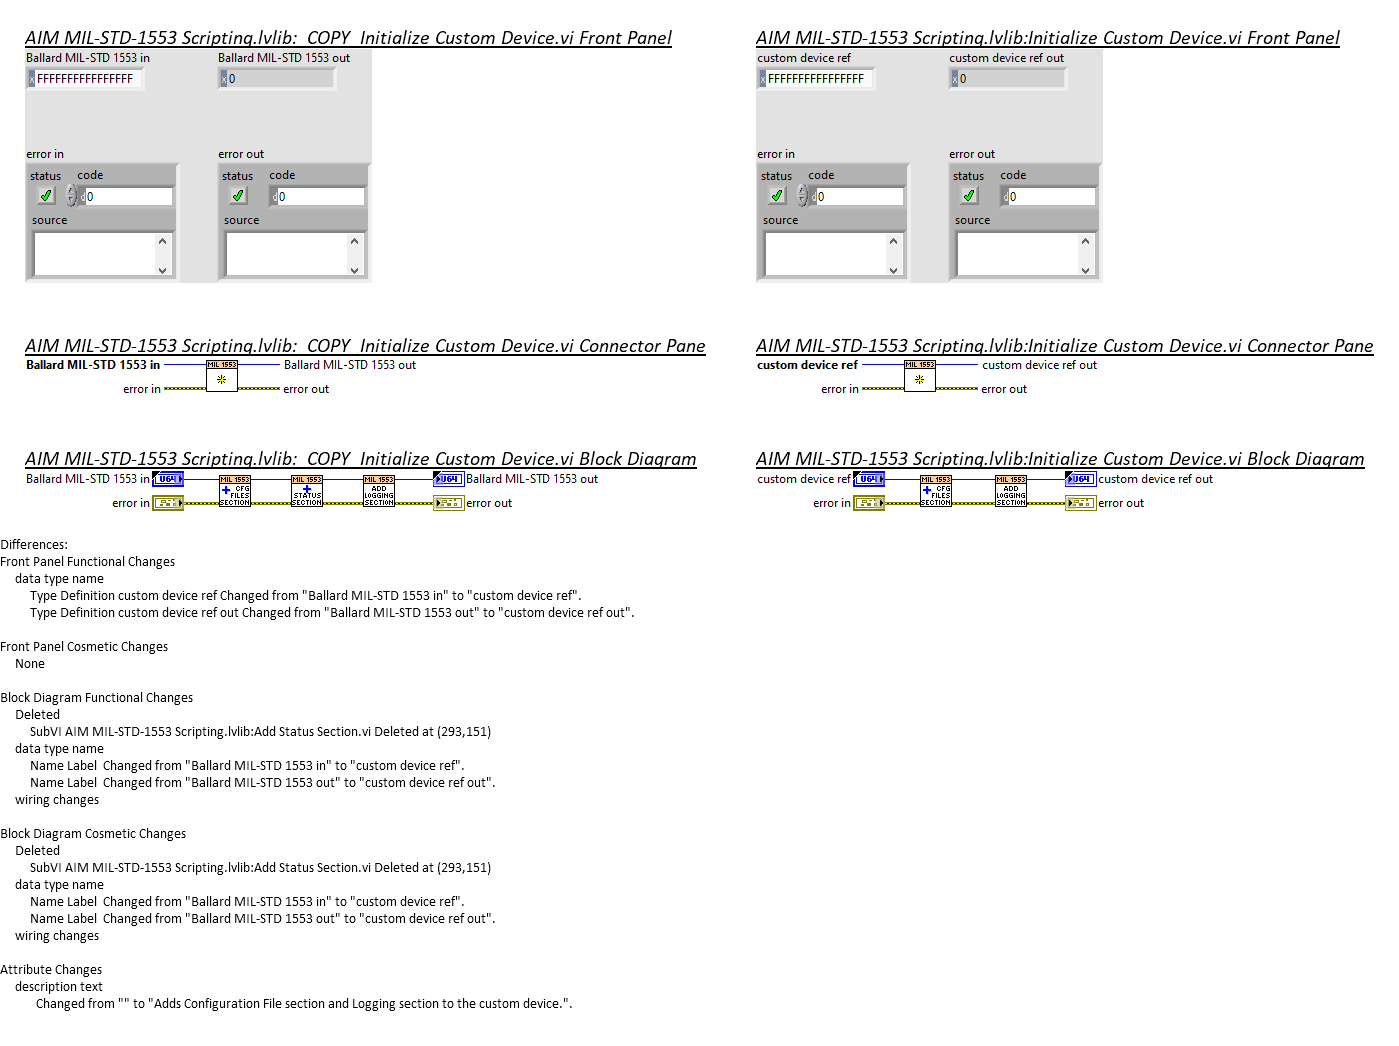 AIM MIL-STD-1553 Scripting.lvlib:  COPY  Initialize Custom Device.vi Front Panel
Ballard MIL-STD 1553 in
Ballard MIL-STD 1553 out
x FFFFFFFFFFFFFFFF
x 0
error in
error out
status
code
status
code
d 0
d 0
source
source
AIM MIL-STD-1553 Scripting.lvlib:Initialize Custom Device.vi Front Panel
custom device ref
custom device ref out
x FFFFFFFFFFFFFFFF
x 0
error in
error out
status
code
status
code
d 0
d 0
source
source
AIM MIL-STD-1553 Scripting.lvlib:  COPY  Initialize Custom Device.vi Connector Pane
Ballard MIL-STD 1553 in
MIL 1553
Ballard MIL-STD 1553 out
error in
error out
AIM MIL-STD-1553 Scripting.lvlib:Initialize Custom Device.vi Connector Pane
custom device ref
MIL 1553
custom device ref out
error in
error out
AIM MIL-STD-1553 Scripting.lvlib:  COPY  Initialize Custom Device.vi Block Diagram
Ballard MIL-STD 1553 in
U64
MIL 1553
+ CFG
FILES
SECTION
MIL 1553
+
STATUS
SECTION
MIL 1553
ADD
LOGGING
SECTION
U64
Ballard MIL-STD 1553 out
error in
error out
AIM MIL-STD-1553 Scripting.lvlib:Initialize Custom Device.vi Block Diagram
custom device ref
U64
MIL 1553
+ CFG
FILES
SECTION
MIL 1553
ADD
LOGGING
SECTION
U64
custom device ref out
error in
error out
Differences:
Front Panel Functional Changes
data type name
Type Definition custom device ref Changed from "Ballard MIL-STD 1553 in" to "custom device ref".
Type Definition custom device ref out Changed from "Ballard MIL-STD 1553 out" to "custom device ref out".
Front Panel Cosmetic Changes
None
Block Diagram Functional Changes
Deleted
SubVI AIM MIL-STD-1553 Scripting.lvlib:Add Status Section.vi Deleted at (293,151)
data type name
Name Label  Changed from "Ballard MIL-STD 1553 in" to "custom device ref".
Name Label  Changed from "Ballard MIL-STD 1553 out" to "custom device ref out".
wiring changes
Block Diagram Cosmetic Changes
Deleted
SubVI AIM MIL-STD-1553 Scripting.lvlib:Add Status Section.vi Deleted at (293,151)
data type name
Name Label  Changed from "Ballard MIL-STD 1553 in" to "custom device ref".
Name Label  Changed from "Ballard MIL-STD 1553 out" to "custom device ref out".
wiring changes
Attribute Changes
description text
Changed from "" to "Adds Configuration File section and Logging section to the custom device.".